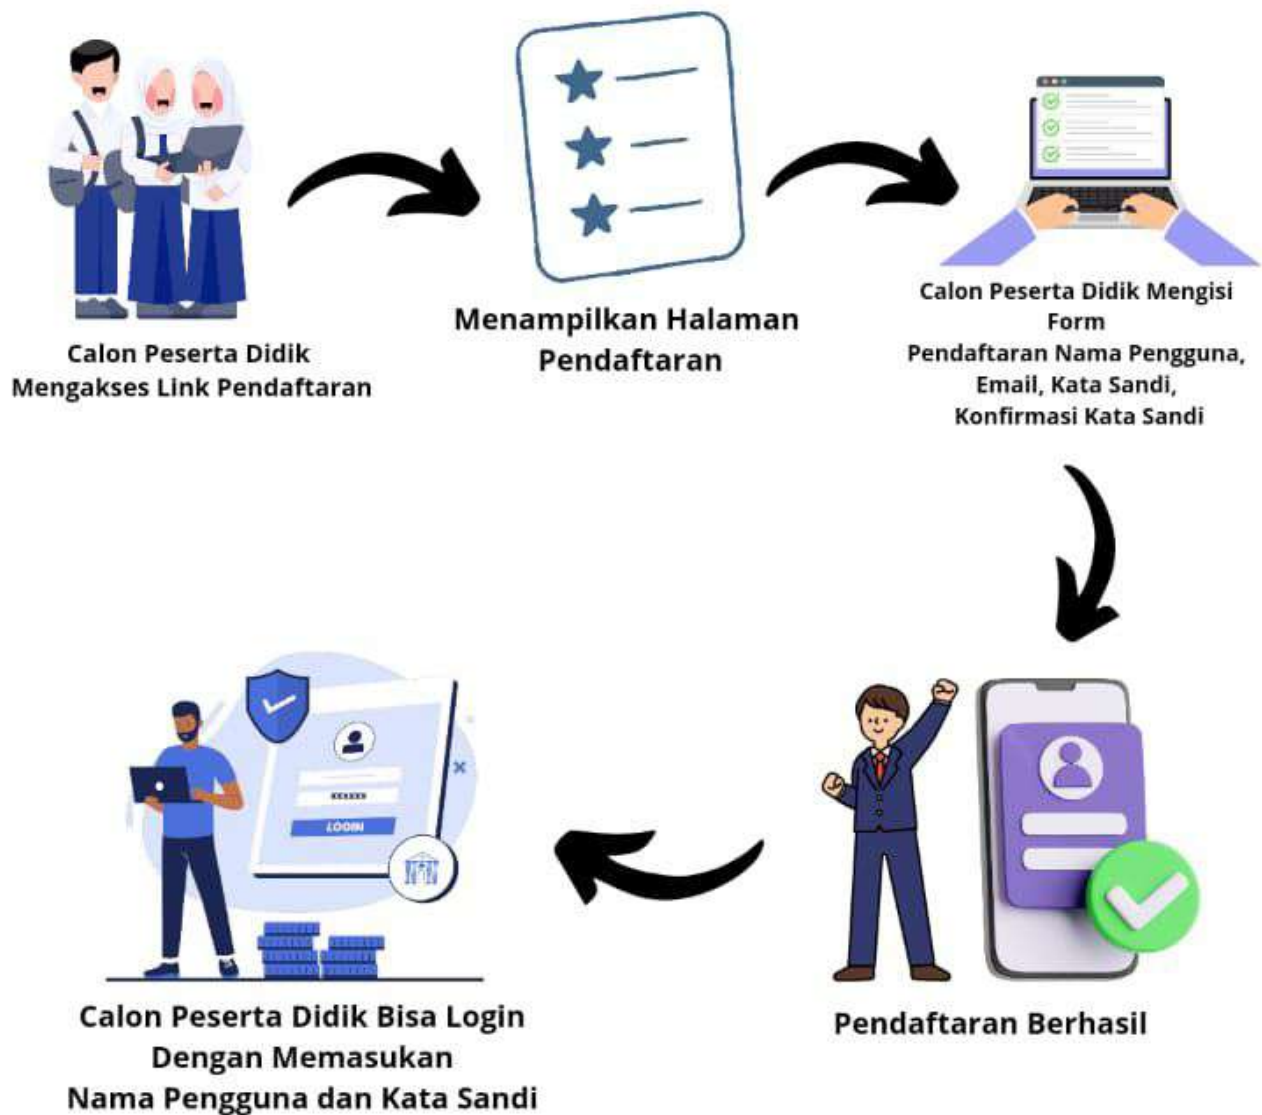 Calon Peserta Didik
Mengakses Link Pendaftaran
Menampilkan Halaman
Pendaftaran
Calon Peserta Didik Mengisi
Form
Pendaftaran Nama Pengguna,
Email, Kata Sandi,
Konfirmasi Kata Sandi
LOGIN
Calon Peserta Didik Bisa Login
Dengan Memasukan
Nama Pengguna dan Kata Sandi
Pendaftaran Berhasil